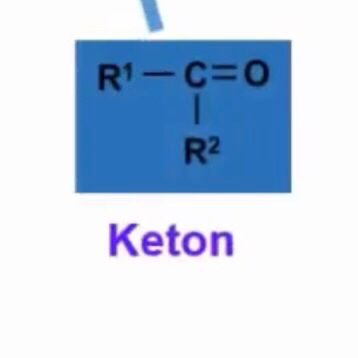 R¹ — C = O
|
R²
Keton